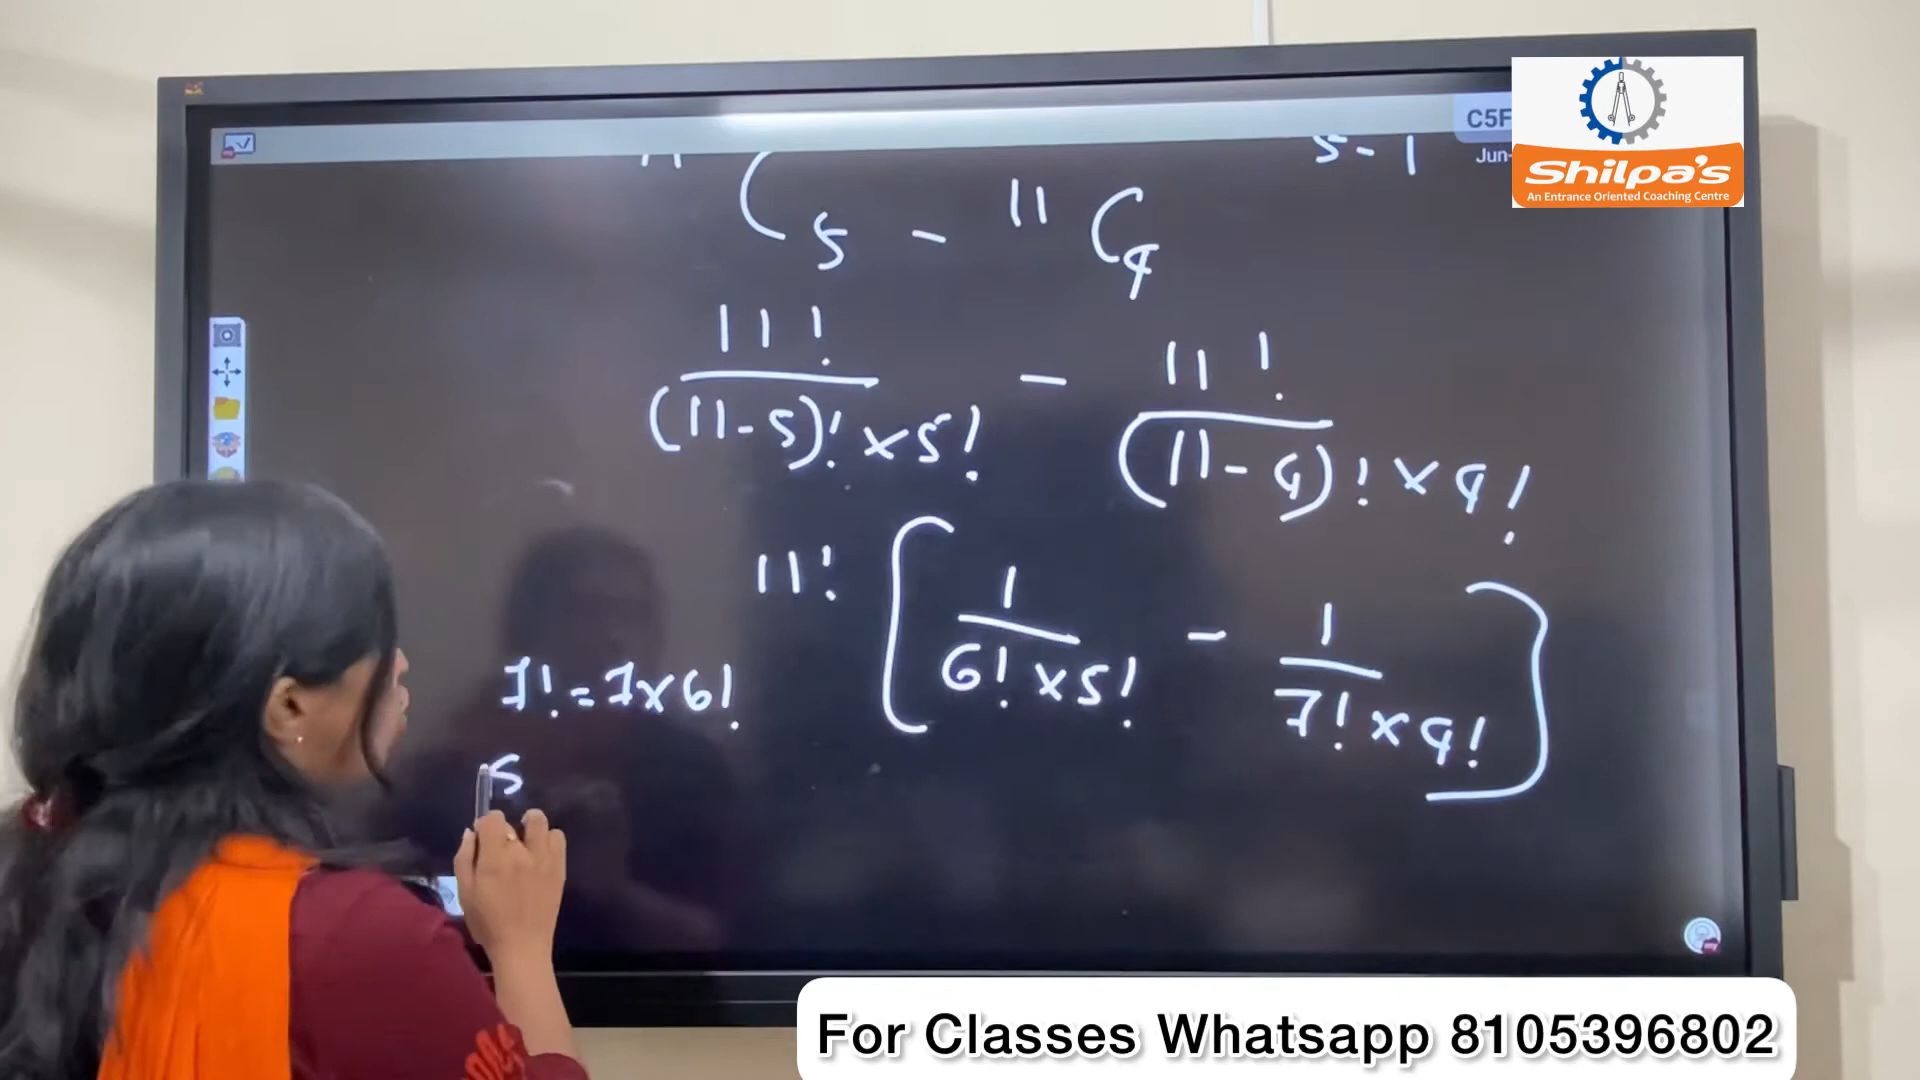 C5F
Jun-
Shilpa's
An Entrance Oriented Coaching Centre
5 - 1
11 C5 - 11 C4
11! / (11-5)! × 5! - 11! / (11-4)! × 4!
11! [ 1 / 6! × 5! - 1 / 7! × 4! ]
7! = 7 × 6!
5
For Classes Whatsapp 8105396802